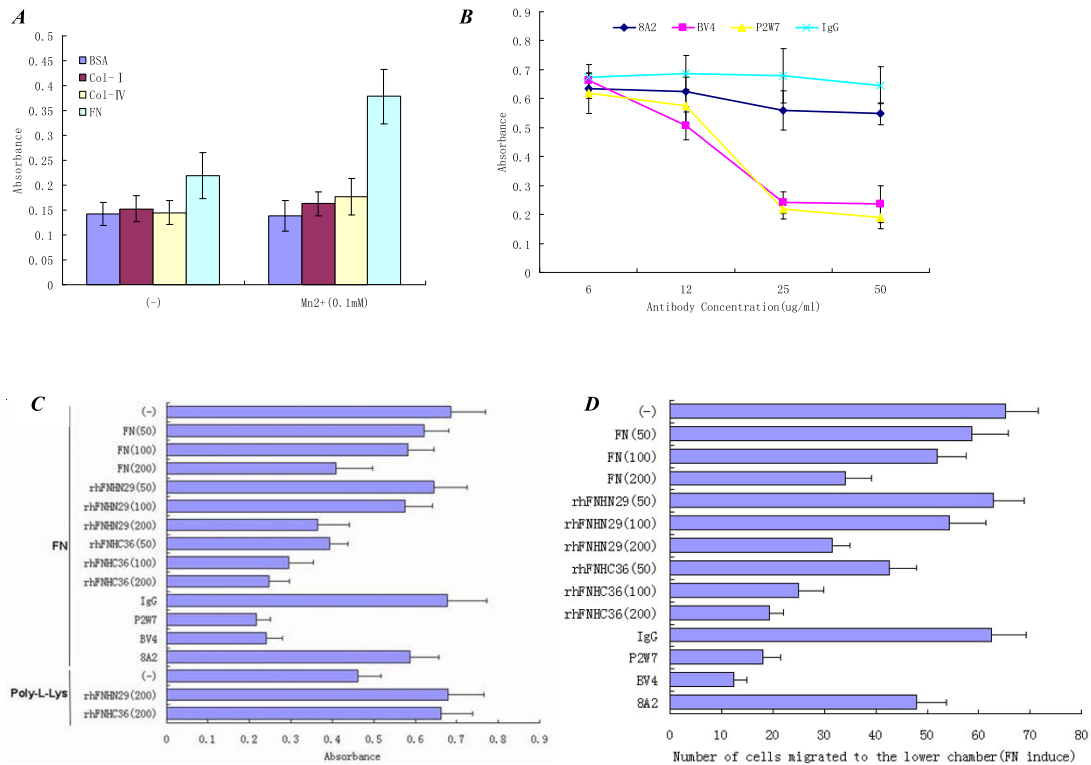 A
0.5
0.45
0.4
0.35
0.3
0.25
0.2
0.15
0.1
0.05
0
Absorbance
BSA
Col-Ⅰ
Col-Ⅳ
FN
(-)
Mn2+(0.1mM)
B
8A2
BV4
P2W7
IgG
0.9
0.8
0.7
0.6
0.5
0.4
0.3
0.2
0.1
0
Absorbance
6
12
25
50
Antibody Concentration(ug/ml)
C
FN
(-)
FN(50)
FN(100)
FN(200)
rhFNHN29(50)
rhFNHN29(100)
rhFNHN29(200)
rhFNHC36(50)
rhFNHC36(100)
rhFNHC36(200)
IgG
P2W7
BV4
8A2
Poly-L-Lys
(-)
rhFNHN29(200)
rhFNHC36(200)
0
0.1
0.2
0.3
0.4
0.5
0.6
0.7
0.8
0.9
Absorbance
D
(-)
FN(50)
FN(100)
FN(200)
rhFNHN29(50)
rhFNHN29(100)
rhFNHN29(200)
rhFNHC36(50)
rhFNHC36(100)
rhFNHC36(200)
IgG
P2W7
BV4
8A2
0
10
20
30
40
50
60
70
80
Number of cells migrated to the lower chamber(FN induce)